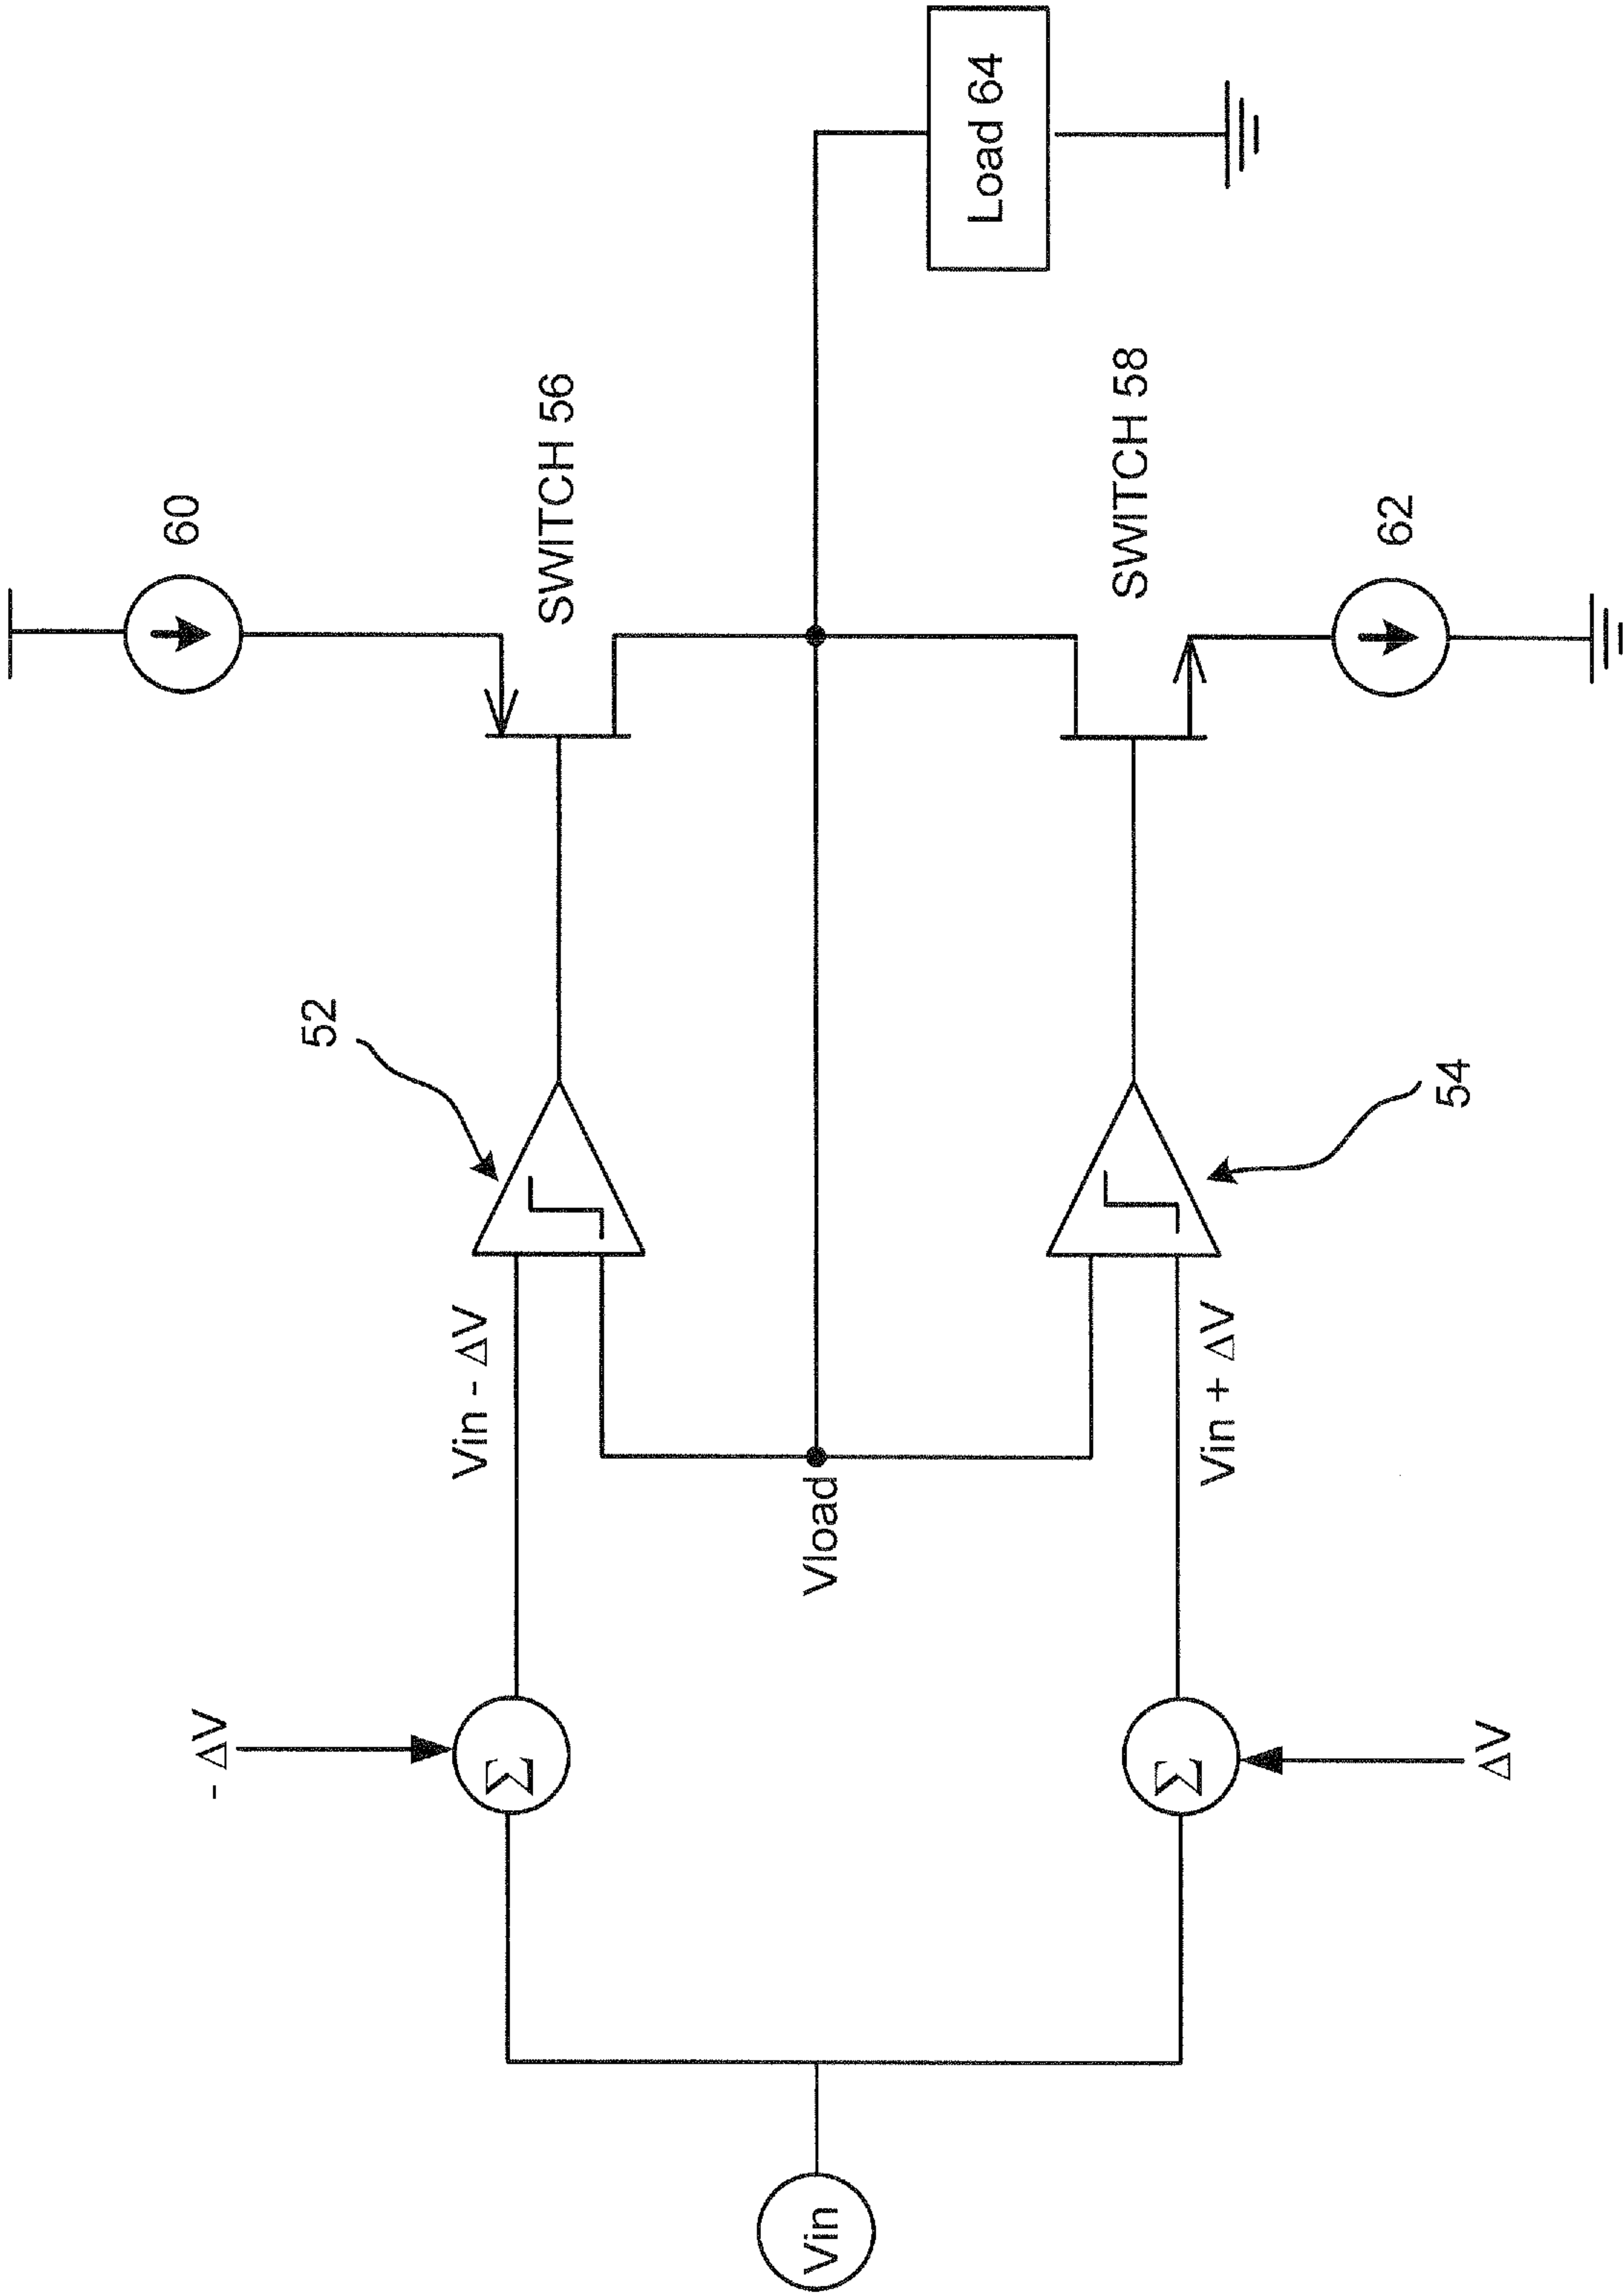 Vin
- ΔV
Σ
Vin - ΔV
52
SWITCH 56
60
Vload
Load 64
Σ
ΔV
Vin + ΔV
54
SWITCH 58
62